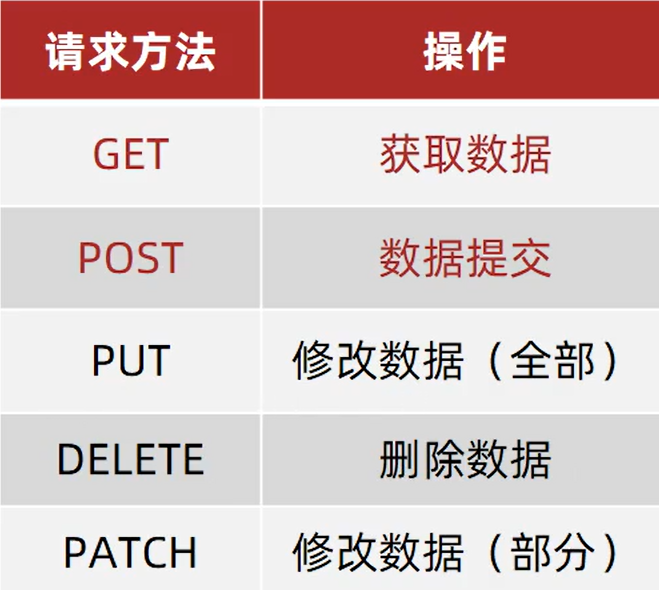 请求方法 操作
GET 获取数据
POST 数据提交
PUT 修改数据（全部）
DELETE 删除数据
PATCH 修改数据（部分）